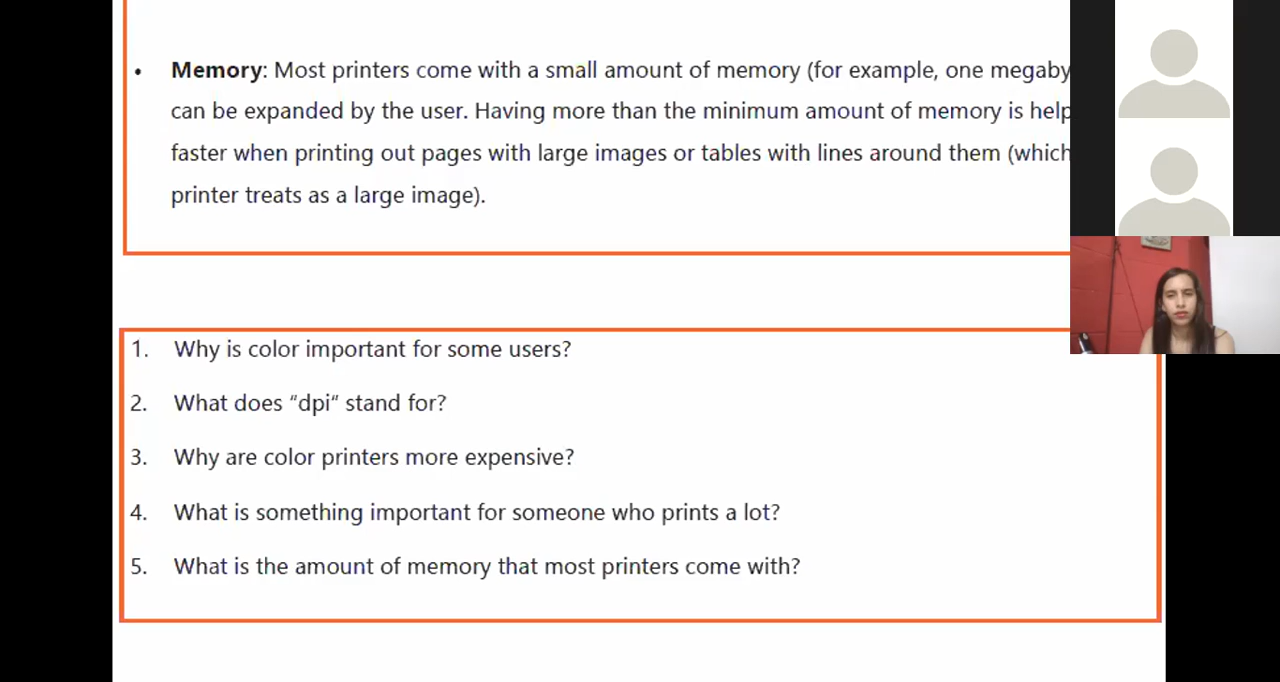 • Memory: Most printers come with a small amount of memory (for example, one
can be expanded by the user. Having more than the minimum amount of memory is
faster when printing out pages with large images or tables with lines around them (which
printer treats as a large image).
1. Why is color important for some users?
2. What does “dpi“ stand for?
3. Why are color printers more expensive?
4. What is something important for someone who prints a lot?
5. What is the amount of memory that most printers come with?